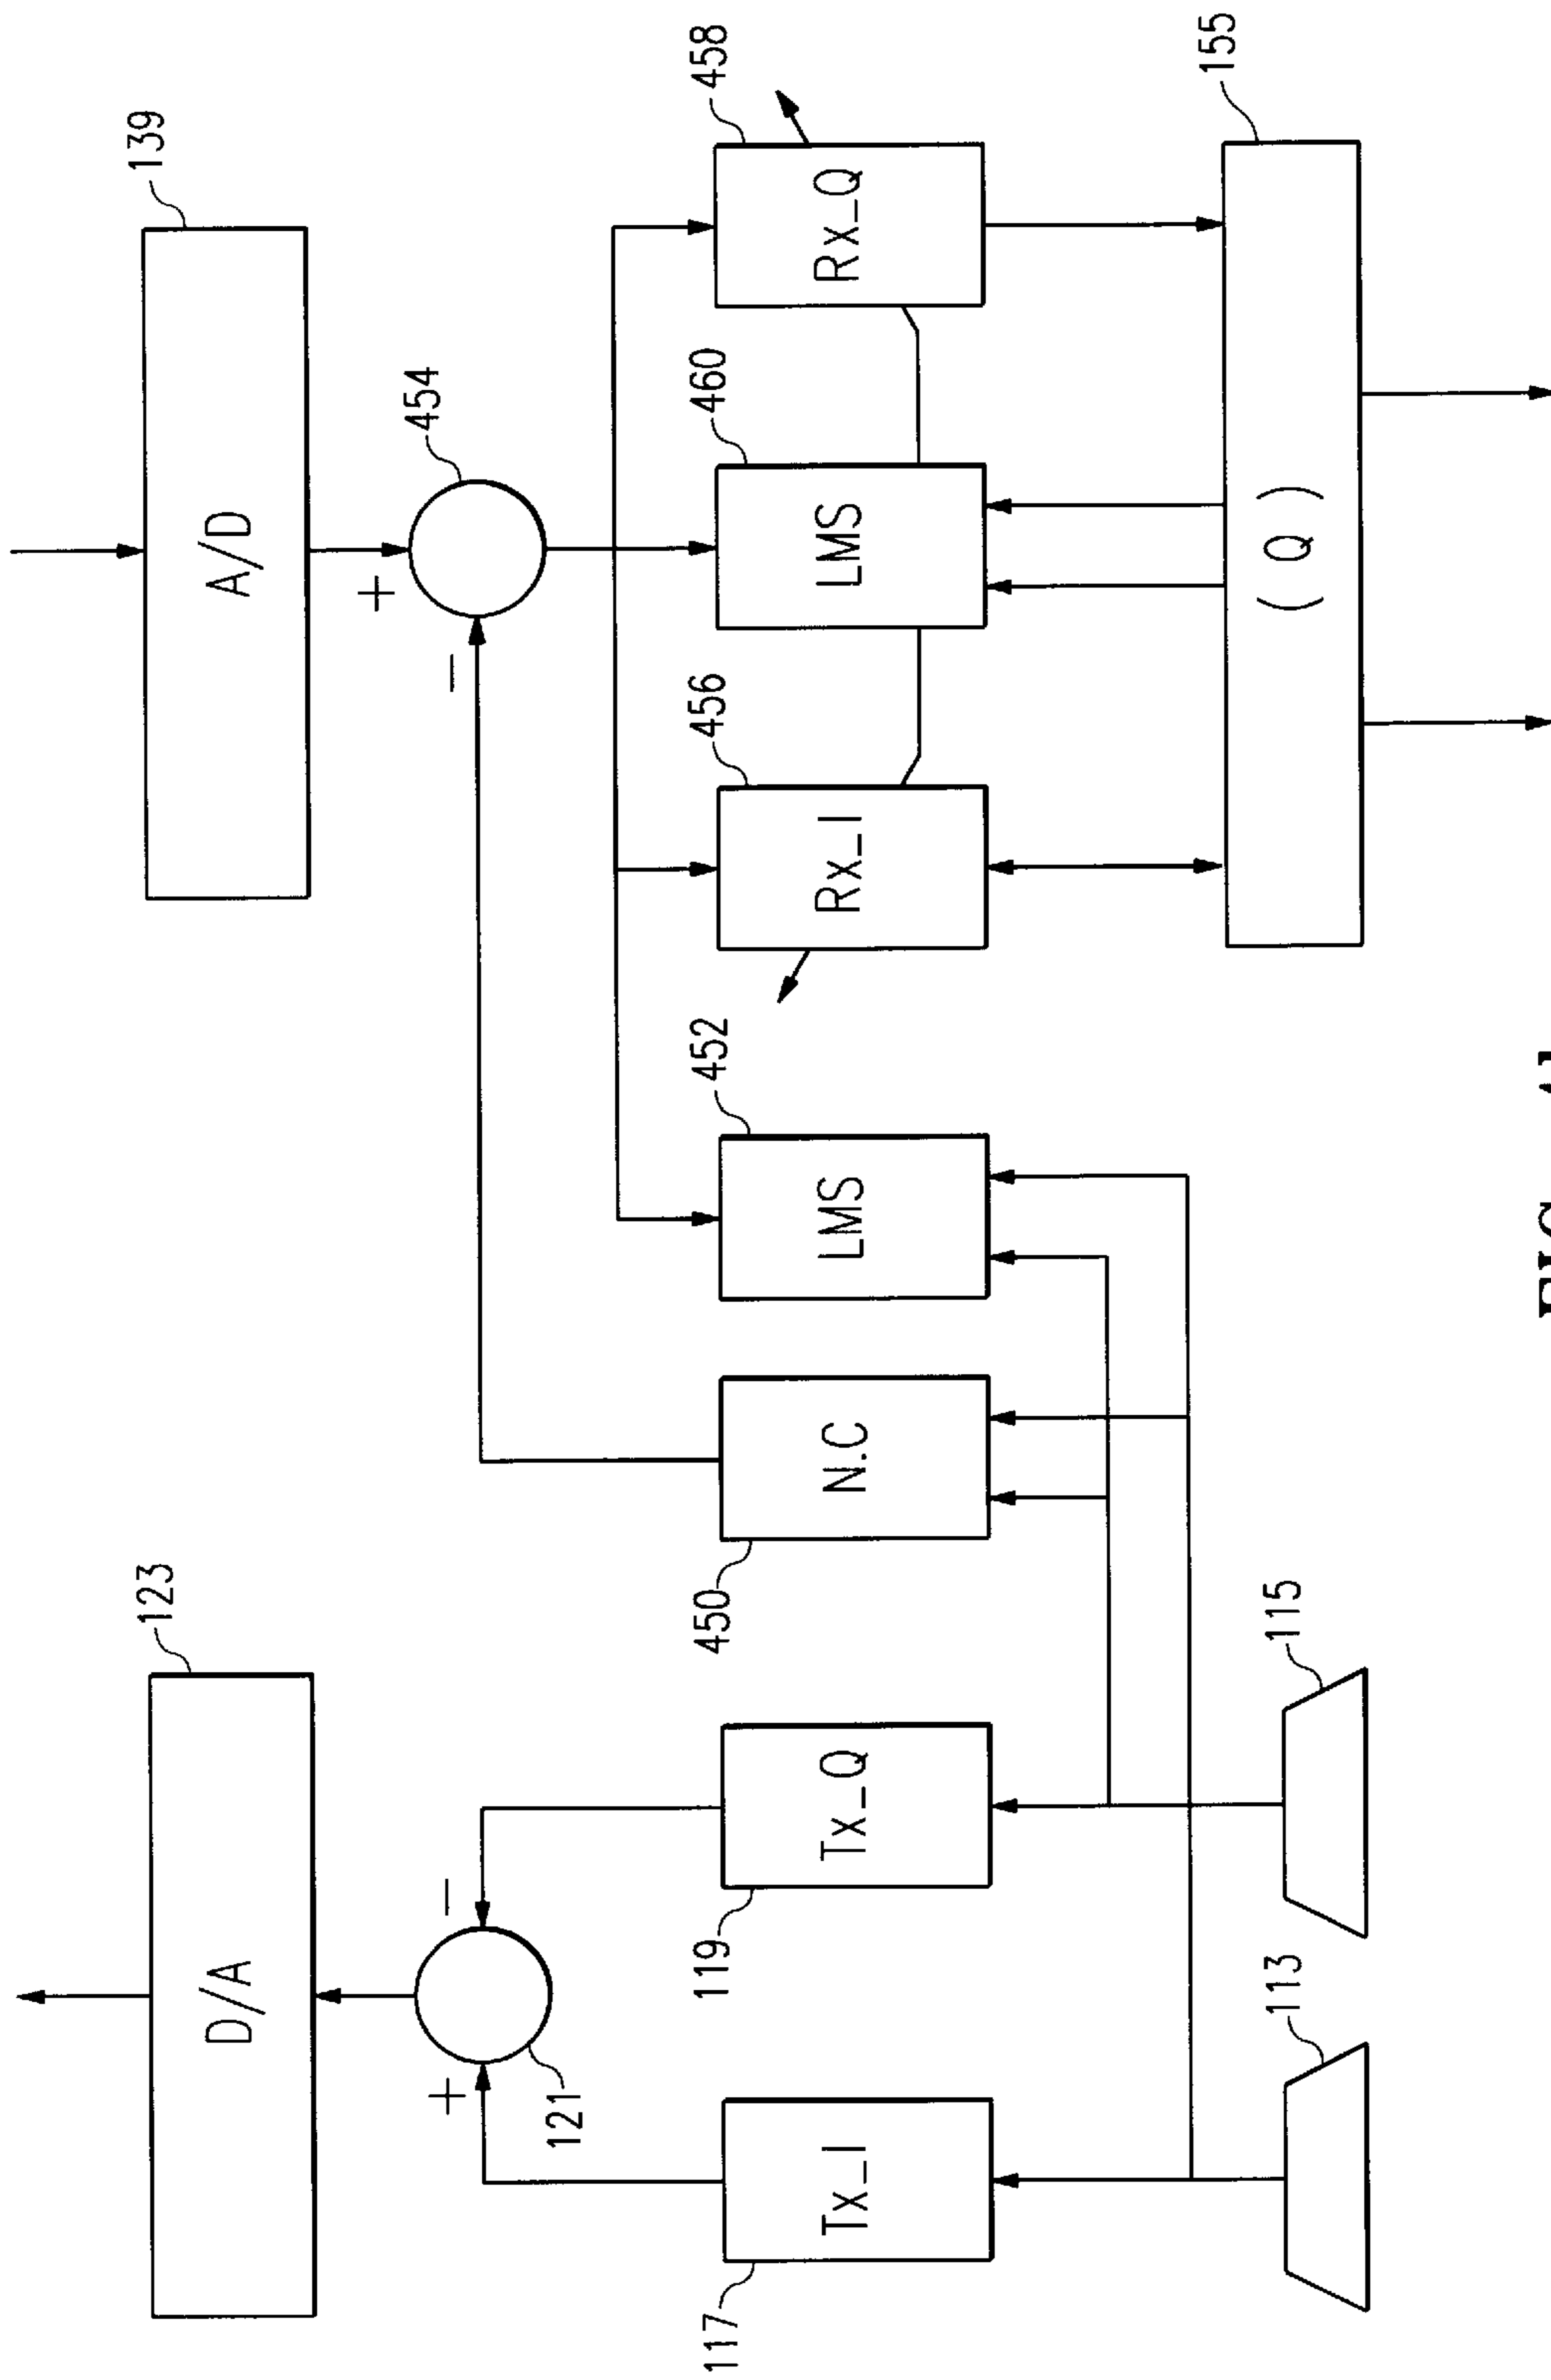 123
D/A
+
−
121
117
Tx_I
119
Tx_Q
113
115
139
A/D
454
+
−
450
N.C
452
LMS
456
Rx_I
460
LMS
458
Rx_Q
155
( Q )